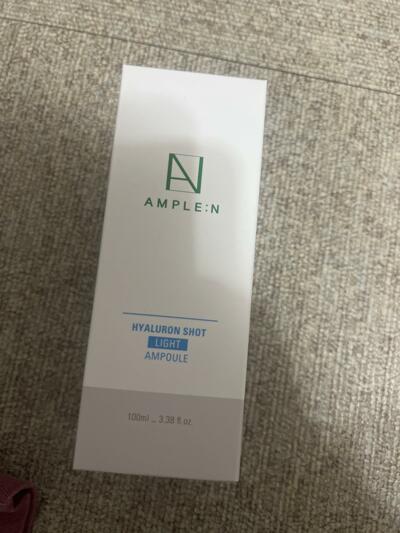 AMPLE:N
HYALURON SHOT
LIGHT
AMPOULE
100ml _ 3.38 fl.oz.